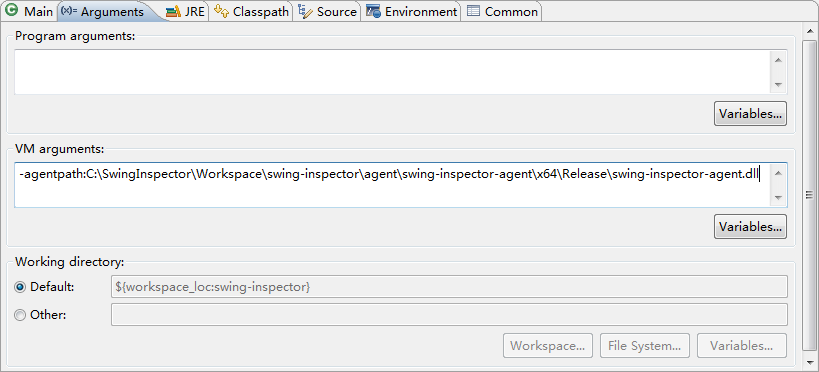 Main (x)= Arguments JRE Classpath Source Environment Common
Program arguments:
Variables...
VM arguments:
-agentpath:C:\SwingInspector\Workspace\swing-inspector\agent\swing-inspector-agent\x64\Release\swing-inspector-agent.dll
Variables...
Working directory:
Default: ${workspace_loc:swing-inspector}
Other:
Workspace... File System... Variables...